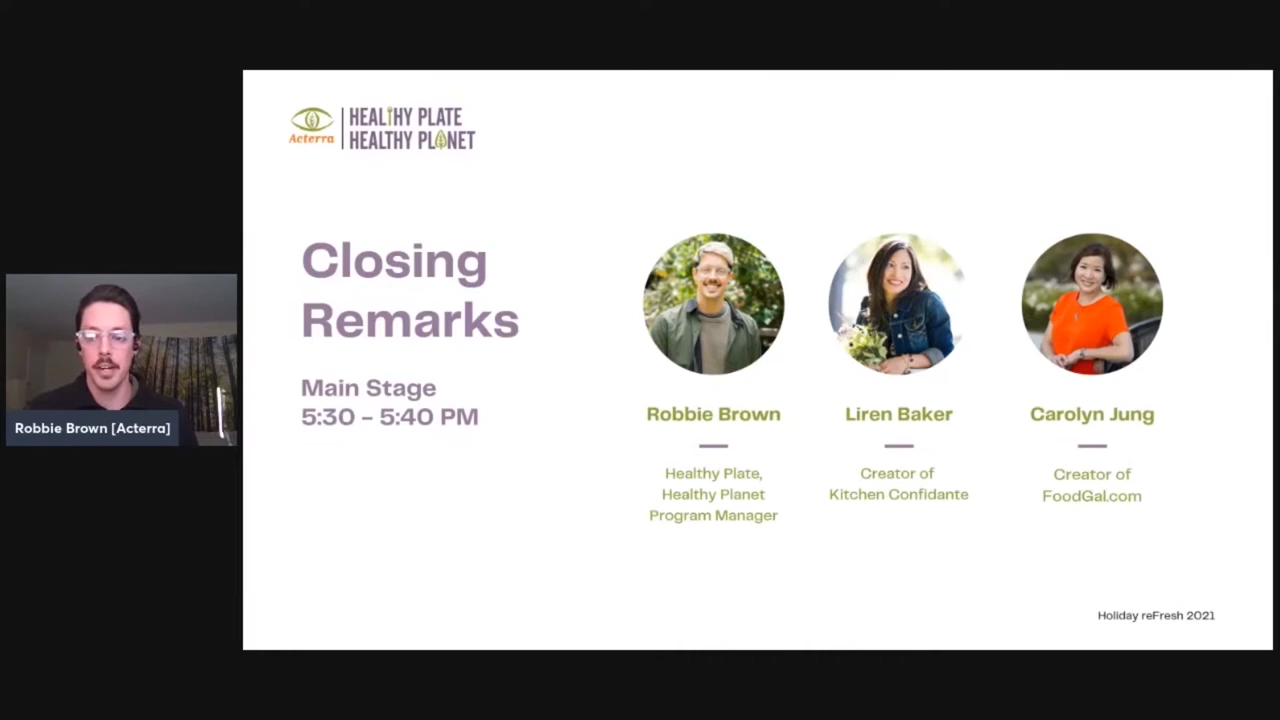 Acterra
HEALTHY PLATE
HEALTHY PLANET
Closing
Remarks
Main Stage
5:30 – 5:40 PM
Robbie Brown
Healthy Plate,
Healthy Planet
Program Manager
Liren Baker
Creator of
Kitchen Confidante
Carolyn Jung
Creator of
FoodGal.com
Robbie Brown [Acterra]
Holiday reFresh 2021